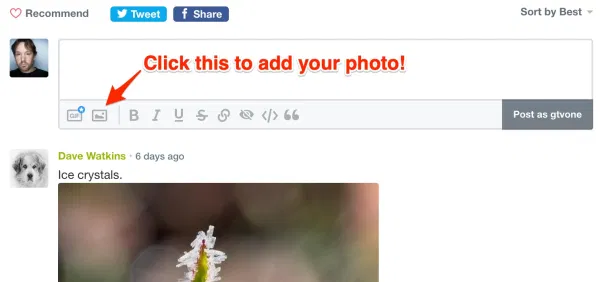 Recommend Tweet Share Sort by Best
Click this to add your photo!
GIF B I U S </> Post as gtvone
Dave Watkins · 6 days ago
Ice crystals.